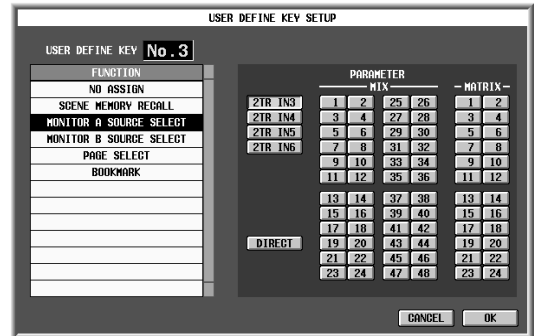 USER DEFINE KEY SETUP
USER DEFINE KEY No.3
FUNCTION
NO ASSIGN
SCENE MEMORY RECALL
MONITOR A SOURCE SELECT
MONITOR B SOURCE SELECT
PAGE SELECT
BOOKMARK
PARAMETER
MIX MATRIX
2TR IN3 1 2 25 26 1 2
2TR IN4 3 4 27 28 3 4
2TR IN5 5 6 29 30 5 6
2TR IN6 7 8 31 32 7 8
9 10 33 34 9 10
11 12 35 36 11 12
13 14 37 38 13 14
15 16 39 40 15 16
17 18 41 42 17 18
DIRECT 19 20 43 44 19 20
21 22 45 46 21 22
23 24 47 48 23 24
CANCEL OK